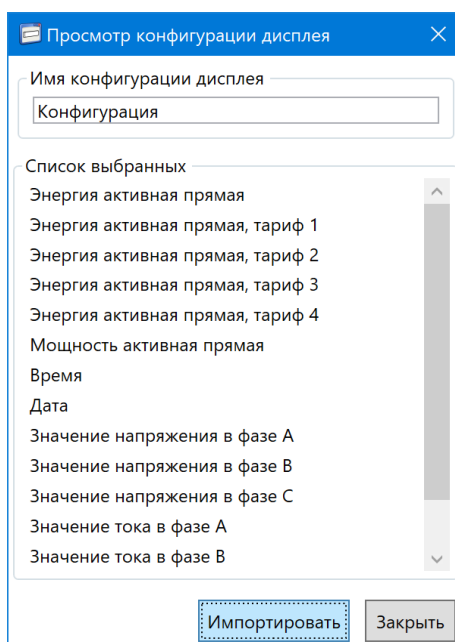 Просмотр конфигурации дисплея
Имя конфигурации дисплея
Конфигурация
Список выбранных
Энергия активная прямая
Энергия активная прямая, тариф 1
Энергия активная прямая, тариф 2
Энергия активная прямая, тариф 3
Энергия активная прямая, тариф 4
Мощность активная прямая
Время
Дата
Значение напряжения в фазе A
Значение напряжения в фазе B
Значение напряжения в фазе C
Значение тока в фазе A
Значение тока в фазе B
Импортировать Закрыть